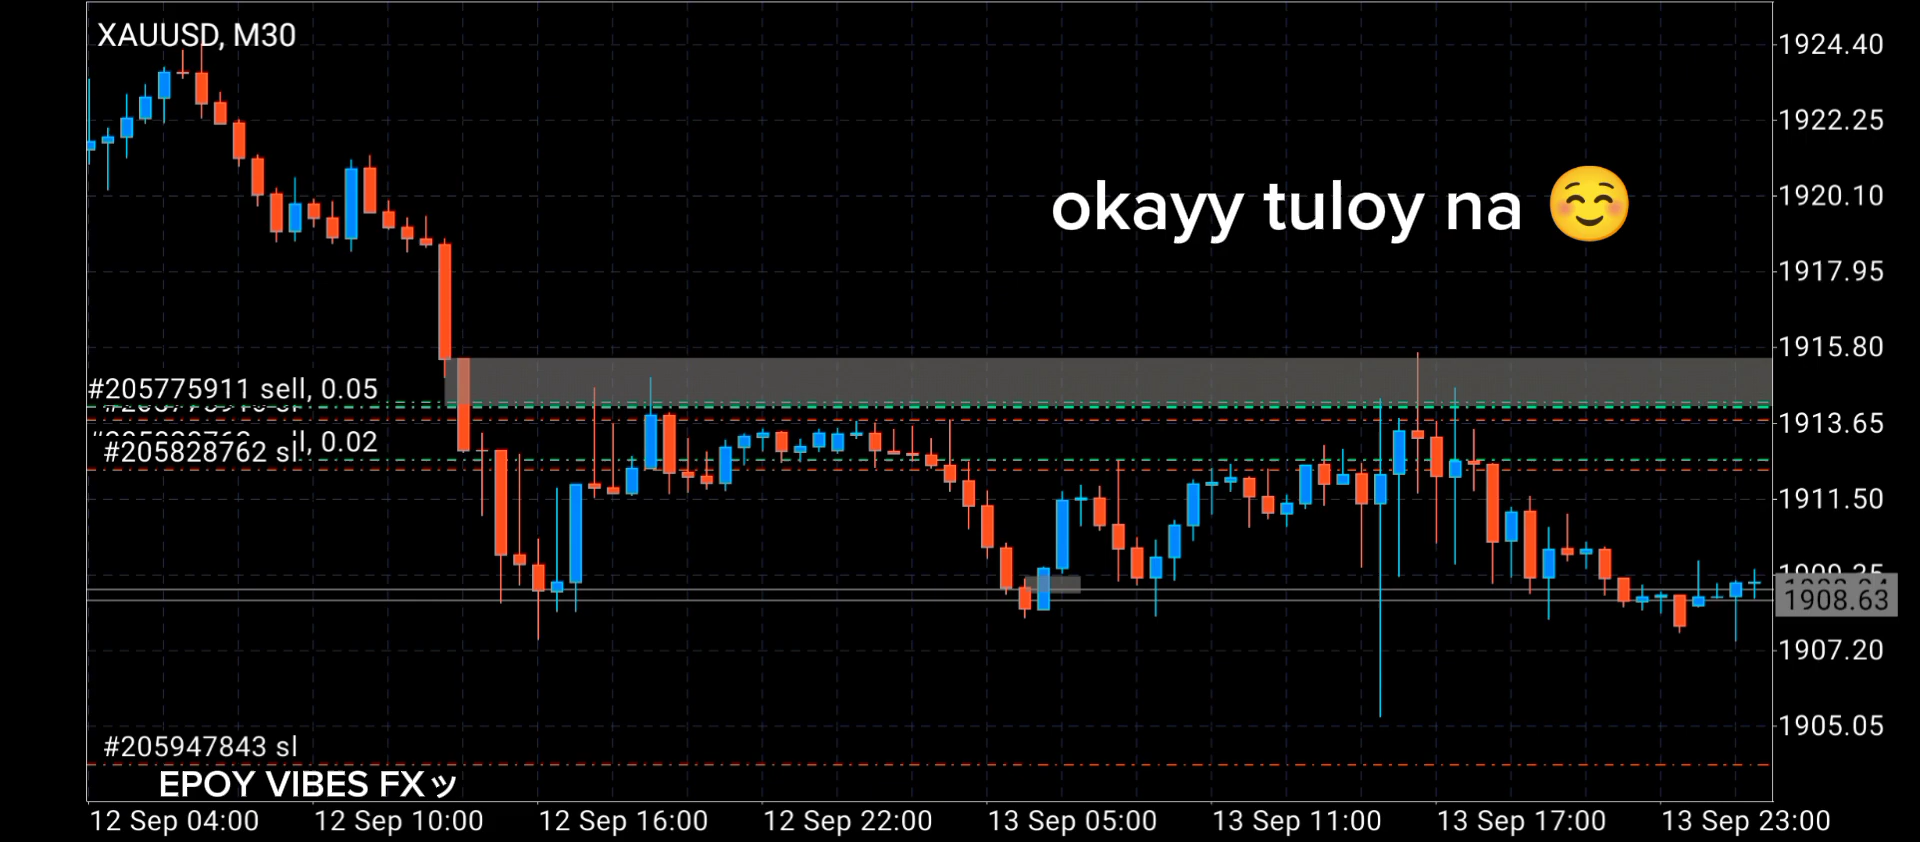 XAUUSD, M30
okayy tuloy na ☺️
#205775911 sell, 0.05
l, 0.02
#205828762 sl
#205947843 sl
EPOY VIBES FXッ
1924.40
1922.25
1920.10
1917.95
1915.80
1913.65
1911.50
1908.63
1907.20
1905.05
12 Sep 04:00
12 Sep 10:00
12 Sep 16:00
12 Sep 22:00
13 Sep 05:00
13 Sep 11:00
13 Sep 17:00
13 Sep 23:00